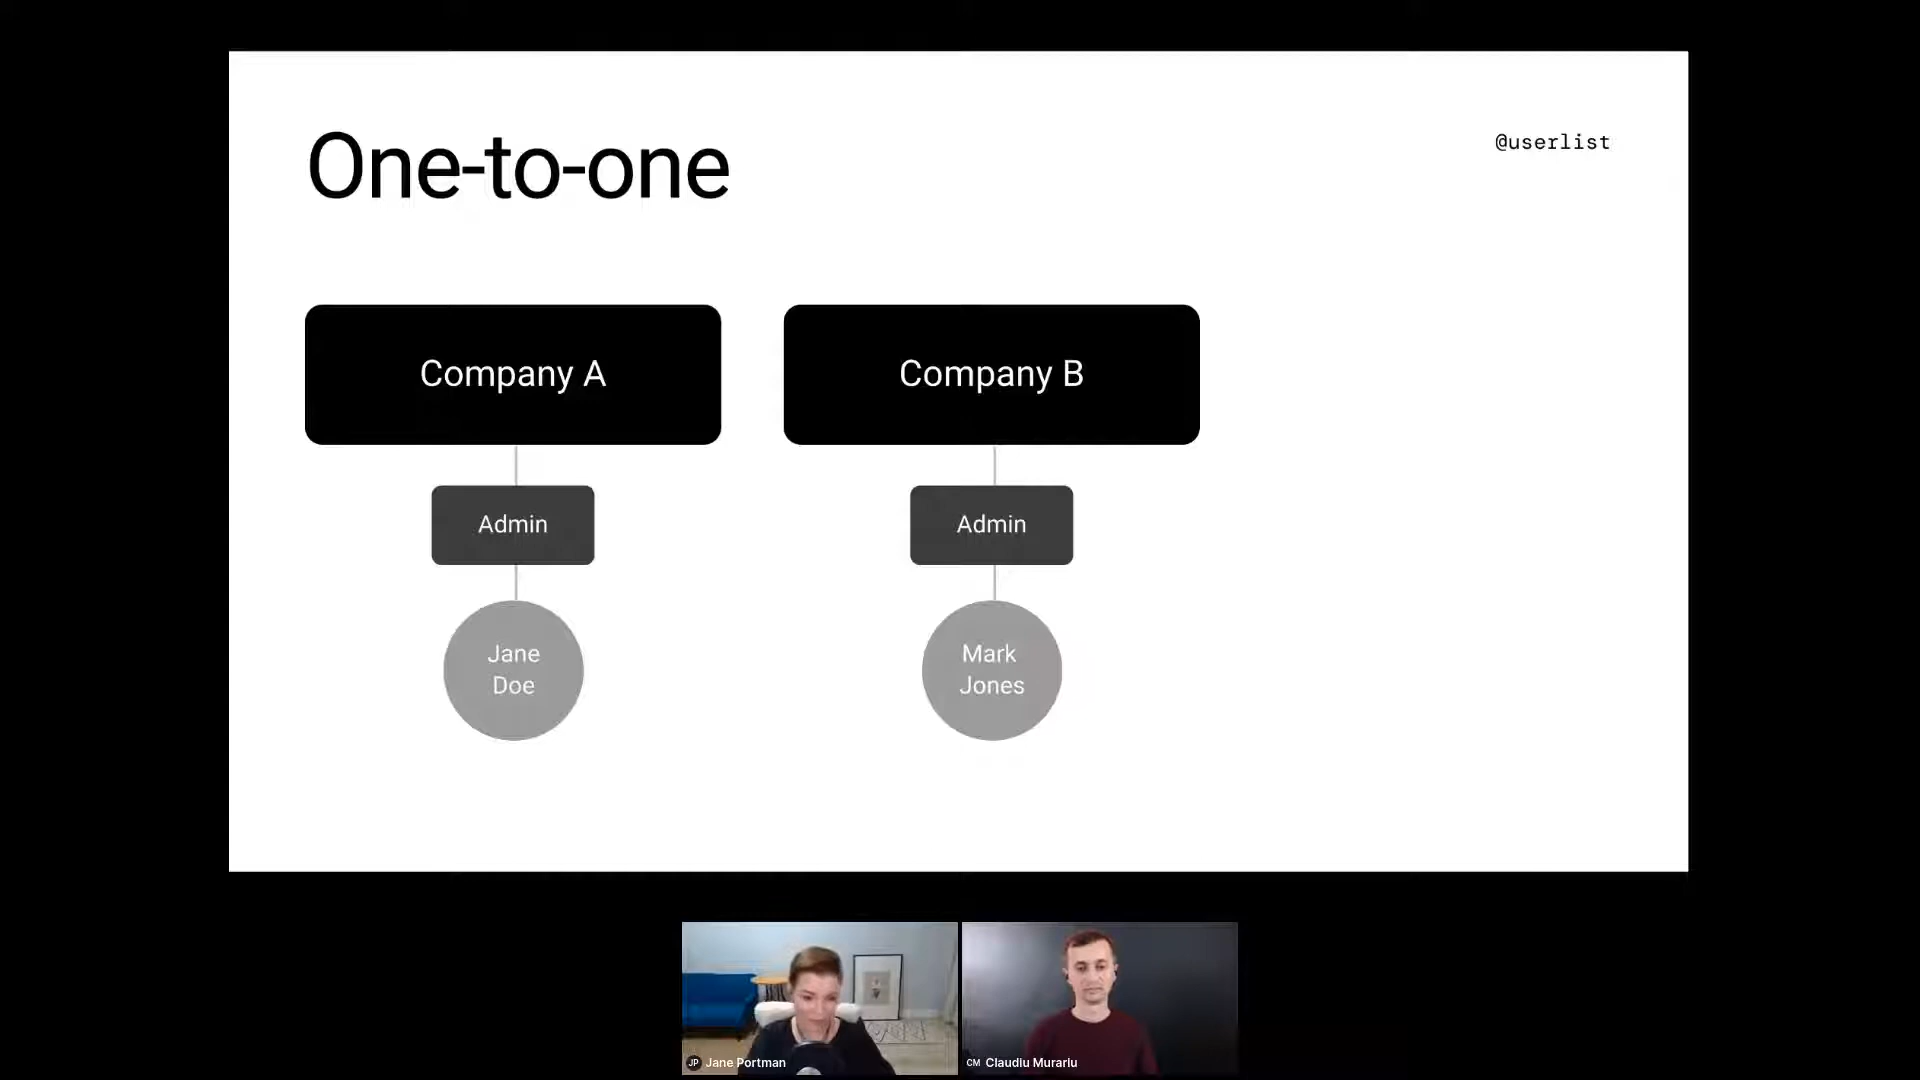 One-to-one
@userlist
Company A
Company B
Admin
Admin
Jane
Doe
Mark
Jones
JP Jane Portman
CM Claudiu Murariu